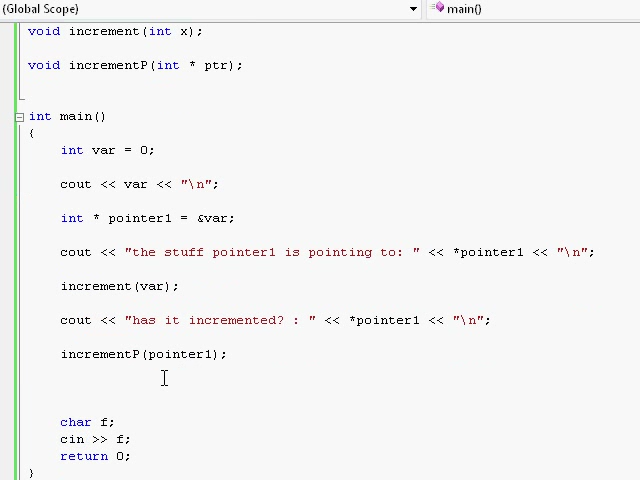 (Global Scope)
main()
void increment(int x);
void incrementP(int * ptr);
int main()
{
int var = 0;
cout << var << "\n";
int * pointer1 = &var;
cout << "the stuff pointer1 is pointing to: " << *pointer1 << "\n";
increment(var);
cout << "has it incremented? : " << *pointer1 << "\n";
incrementP(pointer1);
char f;
cin >> f;
return 0;
}